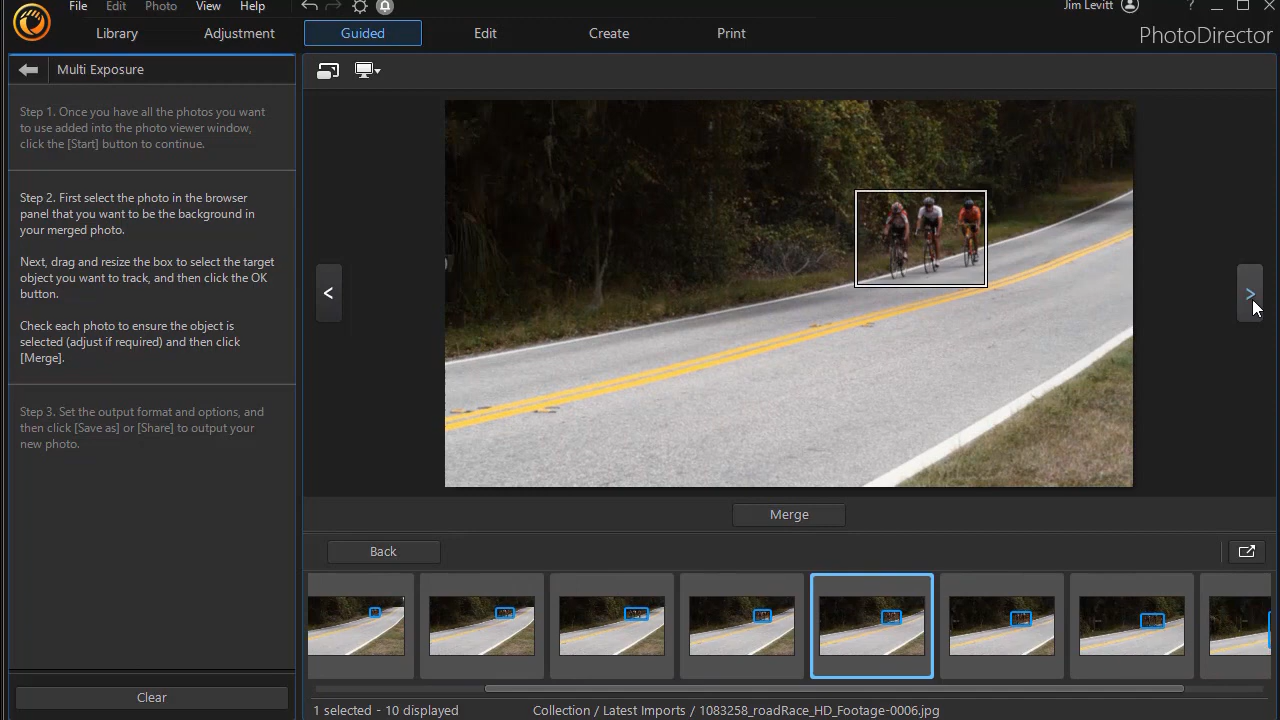 File Edit Photo View Help
Jim Levitt ?
Library Adjustment Guided Edit Create Print
PhotoDirector
Multi Exposure
Step 1. Once you have all the photos you want
to use added into the photo viewer window,
click the [Start] button to continue.
Step 2. First select the photo in the browser
panel that you want to be the background in
your merged photo.
Next, drag and resize the box to select the target
object you want to track, and then click the OK
button.
Check each photo to ensure the object is
selected (adjust if required) and then click
[Merge].
Step 3. Set the output format and options, and
then click [Save as] or [Share] to output your
new photo.
< >
Merge
Back
Clear
1 selected - 10 displayed Collection / Latest Imports / 1083258_roadRace_HD_Footage-0006.jpg